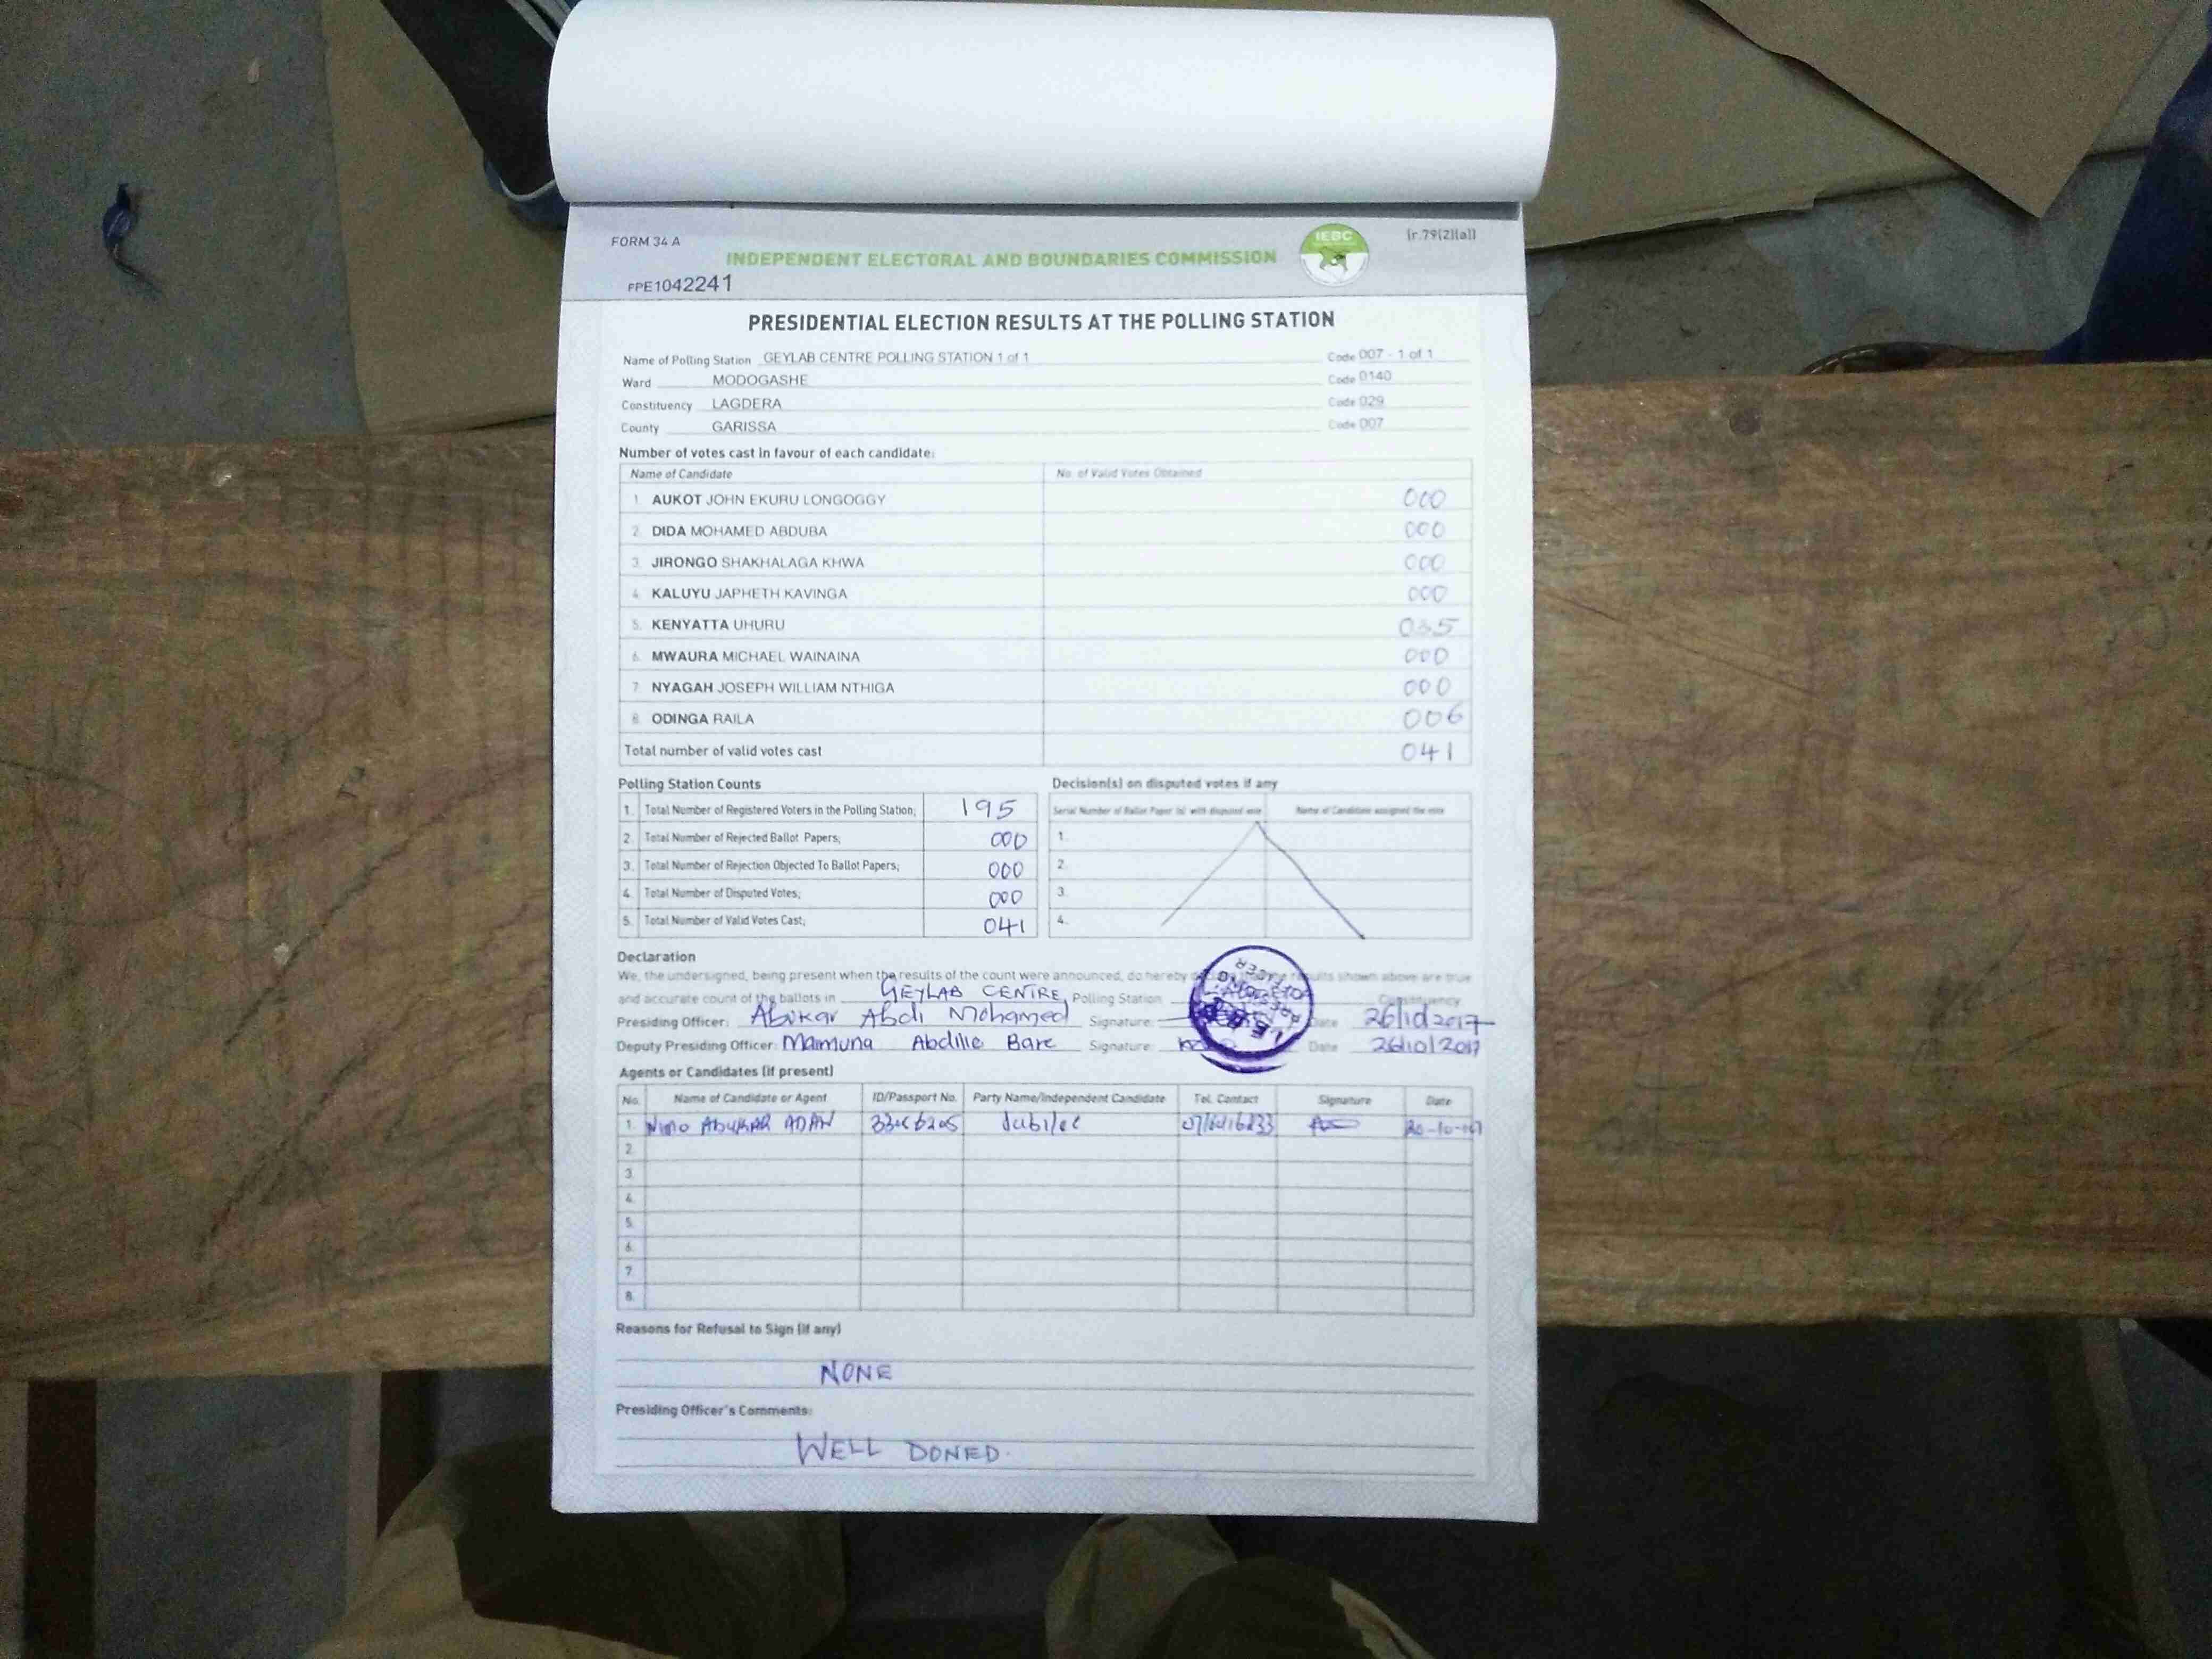 FORM 34 A
INDEPENDENT ELECTORAL AND BOUNDARIES COMMISSION
IEBC
[r.79(2)(a)]
FPE1042241
PRESIDENTIAL ELECTION RESULTS AT THE POLLING STATION
Name of Polling Station GEYLAB CENTRE POLLING STATION 1 of 1 Code 007 - 1 of 1
Ward MODOGASHE Code 0140
Constituency LAGDERA Code 029
County GARISSA Code 007
Number of votes cast in favour of each candidate:
Name of Candidate No. of Valid Votes Obtained
1. AUKOT JOHN EKURU LONGOGGY 000
2. DIDA MOHAMED ABDUBA 000
3. JIRONGO SHAKHALAGA KHWA 000
4. KALUYU JAPHETH KAVINGA 000
5. KENYATTA UHURU 035
6. MWAURA MICHAEL WAINAINA 000
7. NYAGAH JOSEPH WILLIAM NTHIGA 000
8. ODINGA RAILA 006
Total number of valid votes cast 041
Polling Station Counts
1. Total Number of Registered Voters in the Polling Station; 195
2. Total Number of Rejected Ballot Papers; 000
3. Total Number of Rejection Objected To Ballot Papers; 000
4. Total Number of Disputed Votes; 000
5. Total Number of Valid Votes Cast; 041
Decision(s) on disputed votes if any
Serial Number of Ballot Paper (s) with disputed vote Name of Candidate assigned the vote
1.
2.
3.
4.
Declaration
We, the undersigned, being present when the results of the count were announced, do hereby results shown above are true
and accurate count of the ballots in GEYLAB CENTRE Polling Station Constituency
Presiding Officer: Abukar Abdi Mohamed Signature: Date 26/10/2017
Deputy Presiding Officer: Maimuna Abdille Bare Signature: Date 26/10/2017
Agents or Candidates (if present)
No. Name of Candidate or Agent ID/Passport No. Party Name/Independent Candidate Tel. Contact Signature Date
1. NIMO ABUKAR ADAN Jubilee
2.
3.
4.
5.
6.
7.
8.
Reasons for Refusal to Sign (if any)
NONE
Presiding Officer's Comments:
WELL DONED.